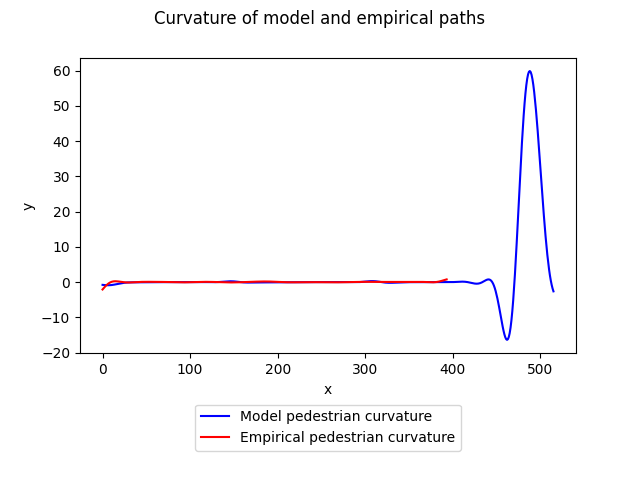 Curvature of model and empirical paths
60
50
40
30
20
10
0
−10
−20
y
0 100 200 300 400 500
x
Model pedestrian curvature
Empirical pedestrian curvature